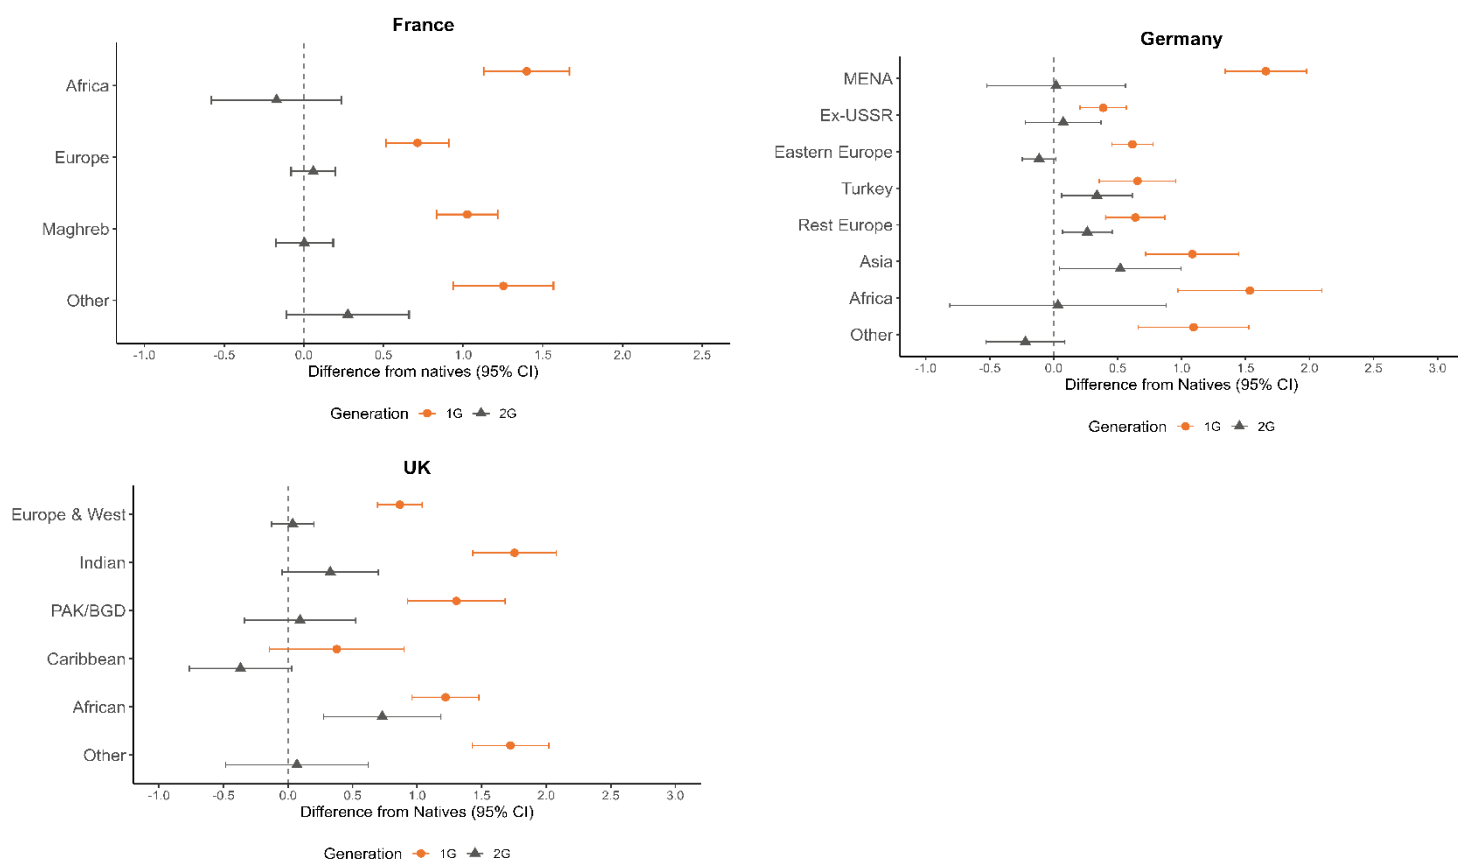 France
Africa
Europe
Maghreb
Other
-1.0 -0.5 0.0 0.5 1.0 1.5 2.0 2.5
Difference from natives (95% CI)
Generation 1G 2G
Germany
MENA
Ex-USSR
Eastern Europe
Turkey
Rest Europe
Asia
Africa
Other
-1.0 -0.5 0.0 0.5 1.0 1.5 2.0 2.5 3.0
Difference from Natives (95% CI)
Generation 1G 2G
UK
Europe & West
Indian
PAK/BGD
Caribbean
African
Other
-1.0 -0.5 0.0 0.5 1.0 1.5 2.0 2.5 3.0
Difference from Natives (95% CI)
Generation 1G 2G